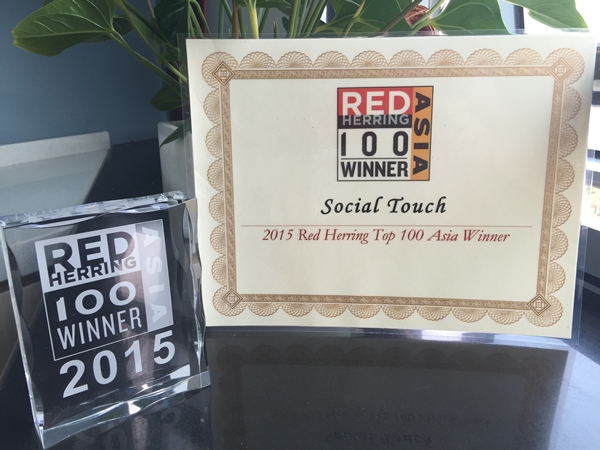 RED
HERRING
100
WINNER
ASIA
Social Touch
2015 Red Herring Top 100 Asia Winner
RED
HERRING
100
WINNER
ASIA
2015